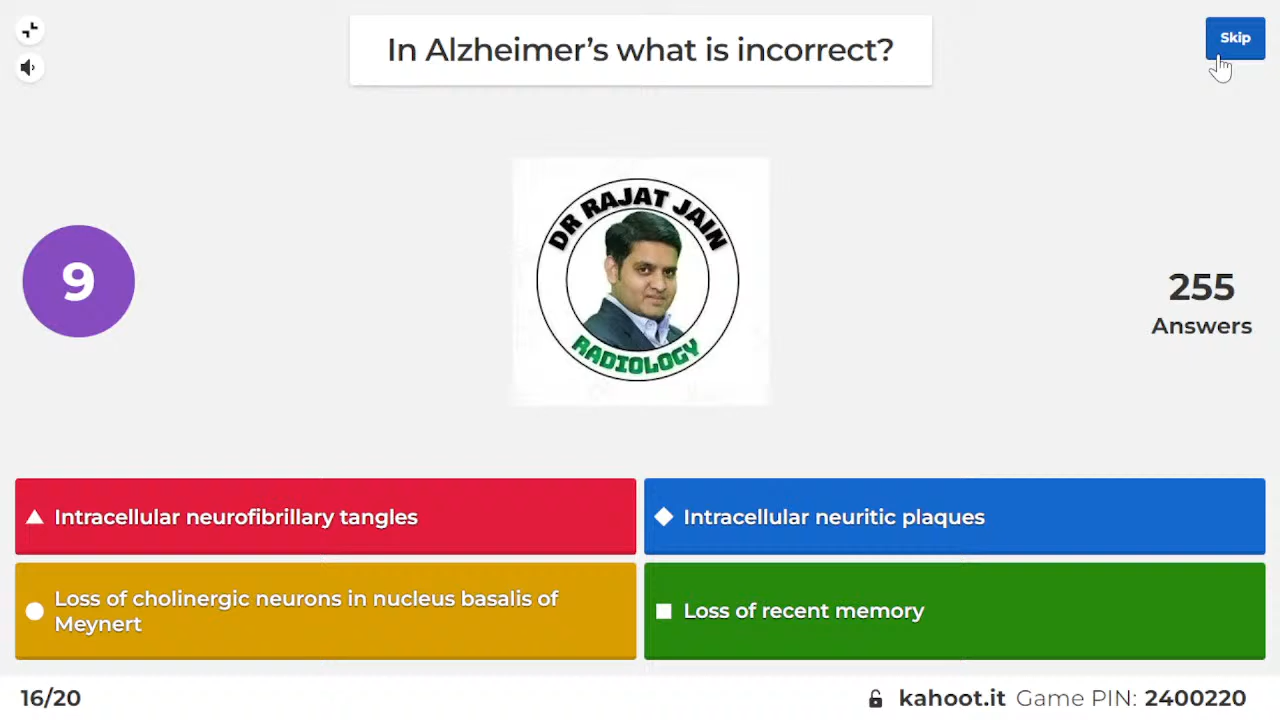 In Alzheimer’s what is incorrect?
Skip
DR RAJAT JAIN
RADIOLOGY
9
255
Answers
Intracellular neurofibrillary tangles
Intracellular neuritic plaques
Loss of cholinergic neurons in nucleus basalis of
Meynert
Loss of recent memory
16/20
kahoot.it Game PIN: 2400220